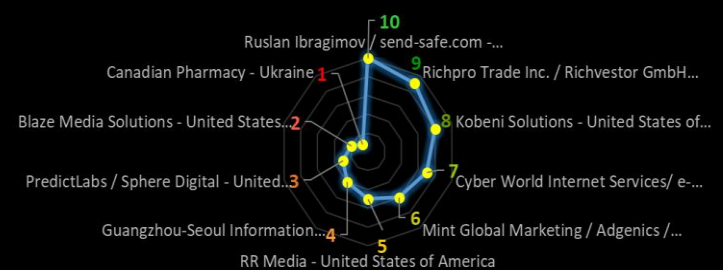 10
Ruslan Ibragimov / send-safe.com -...
9
Canadian Pharmacy - Ukraine 1
Richpro Trade Inc. / Richvestor GmbH...
Blaze Media Solutions - United States... 2
8 Kobeni Solutions - United States of...
PredictLabs / Sphere Digital - United... 3
7 Cyber World Internet Services/ e-...
Guangzhou-Seoul Information... 4
6 Mint Global Marketing / Adgenics /...
5
RR Media - United States of America